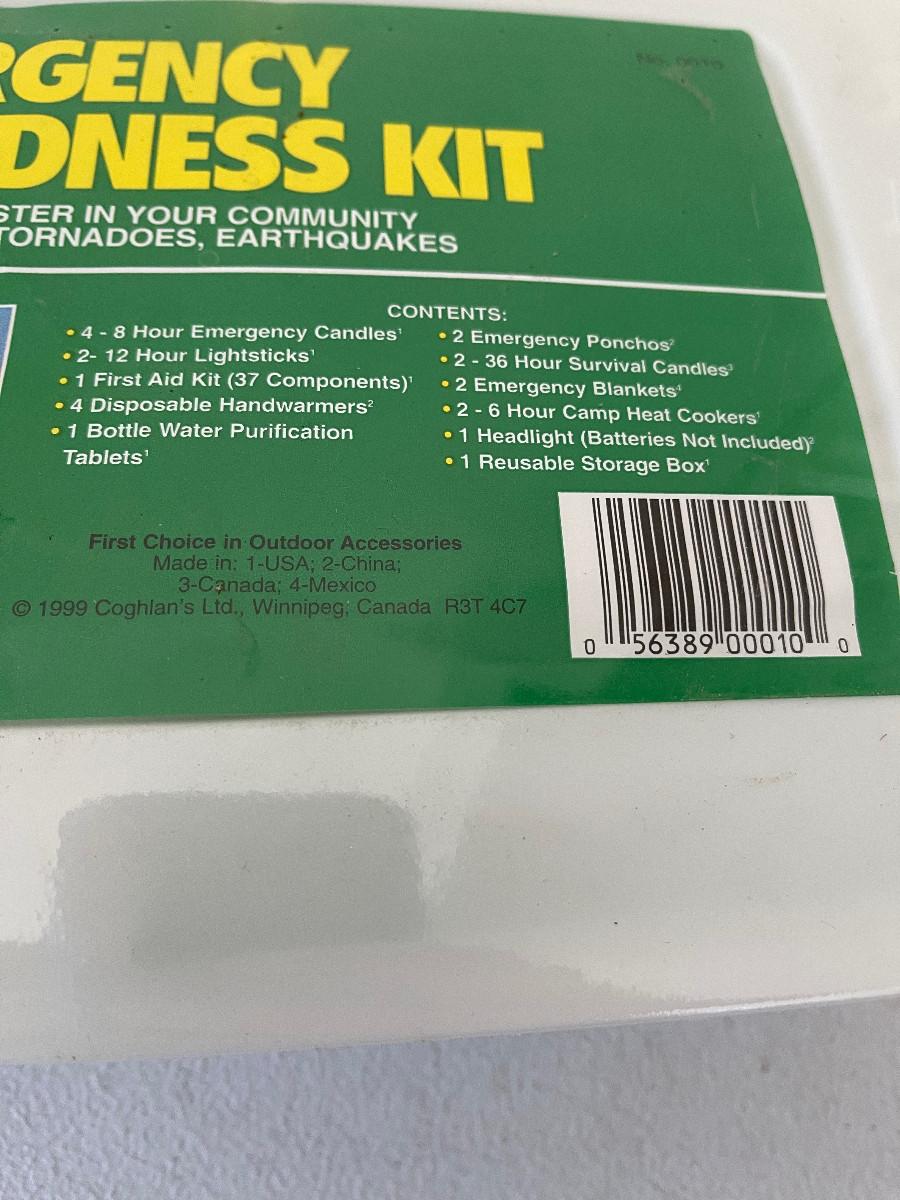 RGENCY
No. 0010
DNESS KIT
STER IN YOUR COMMUNITY
TORNADOES, EARTHQUAKES
CONTENTS:
• 4 - 8 Hour Emergency Candles¹
• 2- 12 Hour Lightsticks¹
• 1 First Aid Kit (37 Components)¹
• 4 Disposable Handwarmers²
• 1 Bottle Water Purification
Tablets¹
• 2 Emergency Ponchos²
• 2 - 36 Hour Survival Candles³
• 2 Emergency Blankets⁴
• 2 - 6 Hour Camp Heat Cookers¹
• 1 Headlight (Batteries Not Included)²
• 1 Reusable Storage Box¹
First Choice in Outdoor Accessories
Made in: 1-USA; 2-China;
3-Canada; 4-Mexico
© 1999 Coghlan's Ltd., Winnipeg, Canada R3T 4C7
0 56389 00010 0